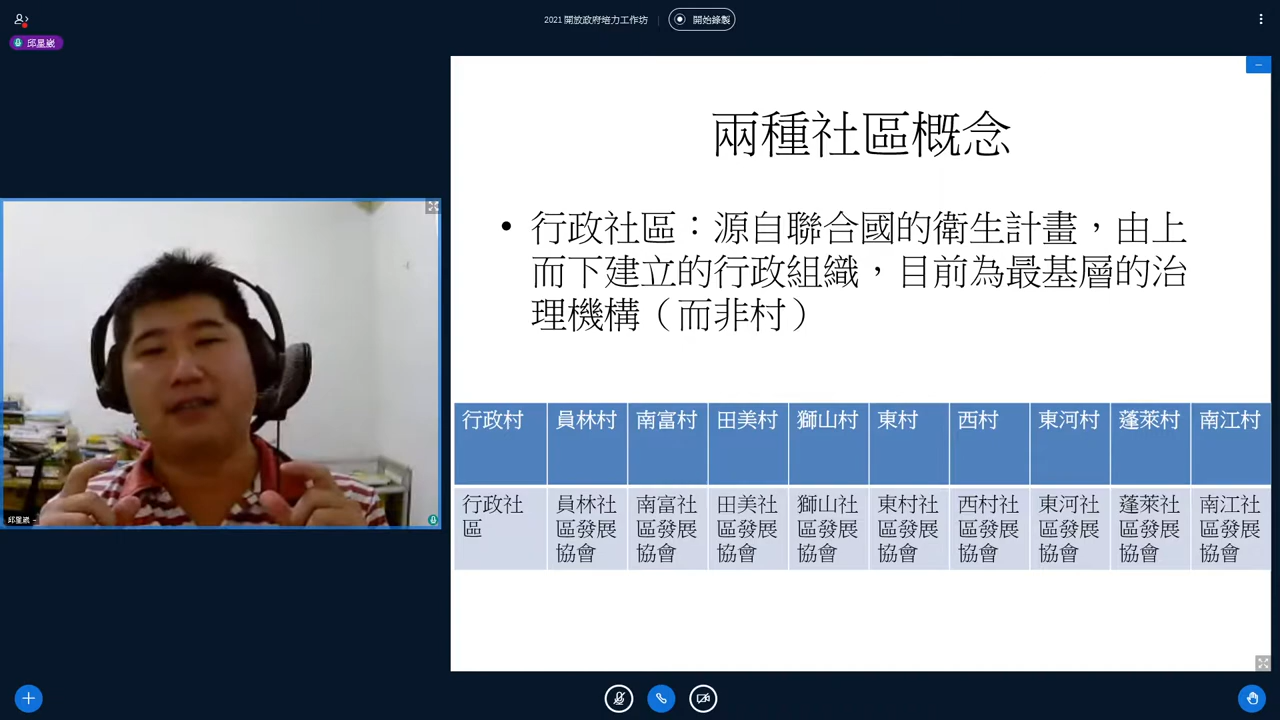 2021 開放政府培力工作坊
開始錄製
邱星崴
兩種社區概念
• 行政社區：源自聯合國的衛生計畫，由上
而下建立的行政組織，目前為最基層的治
理機構（而非村）
行政村 員林村 南富村 田美村 獅山村 東村 西村 東河村 蓬萊村 南江村
行政社 員林社 南富社 田美社 獅山社 東村社 西村社 東河社 蓬萊社 南江社
區 區發展 區發展 區發展 區發展 區發展 區發展 區發展 區發展 區發展
協會 協會 協會 協會 協會 協會 協會 協會 協會
邱星崴